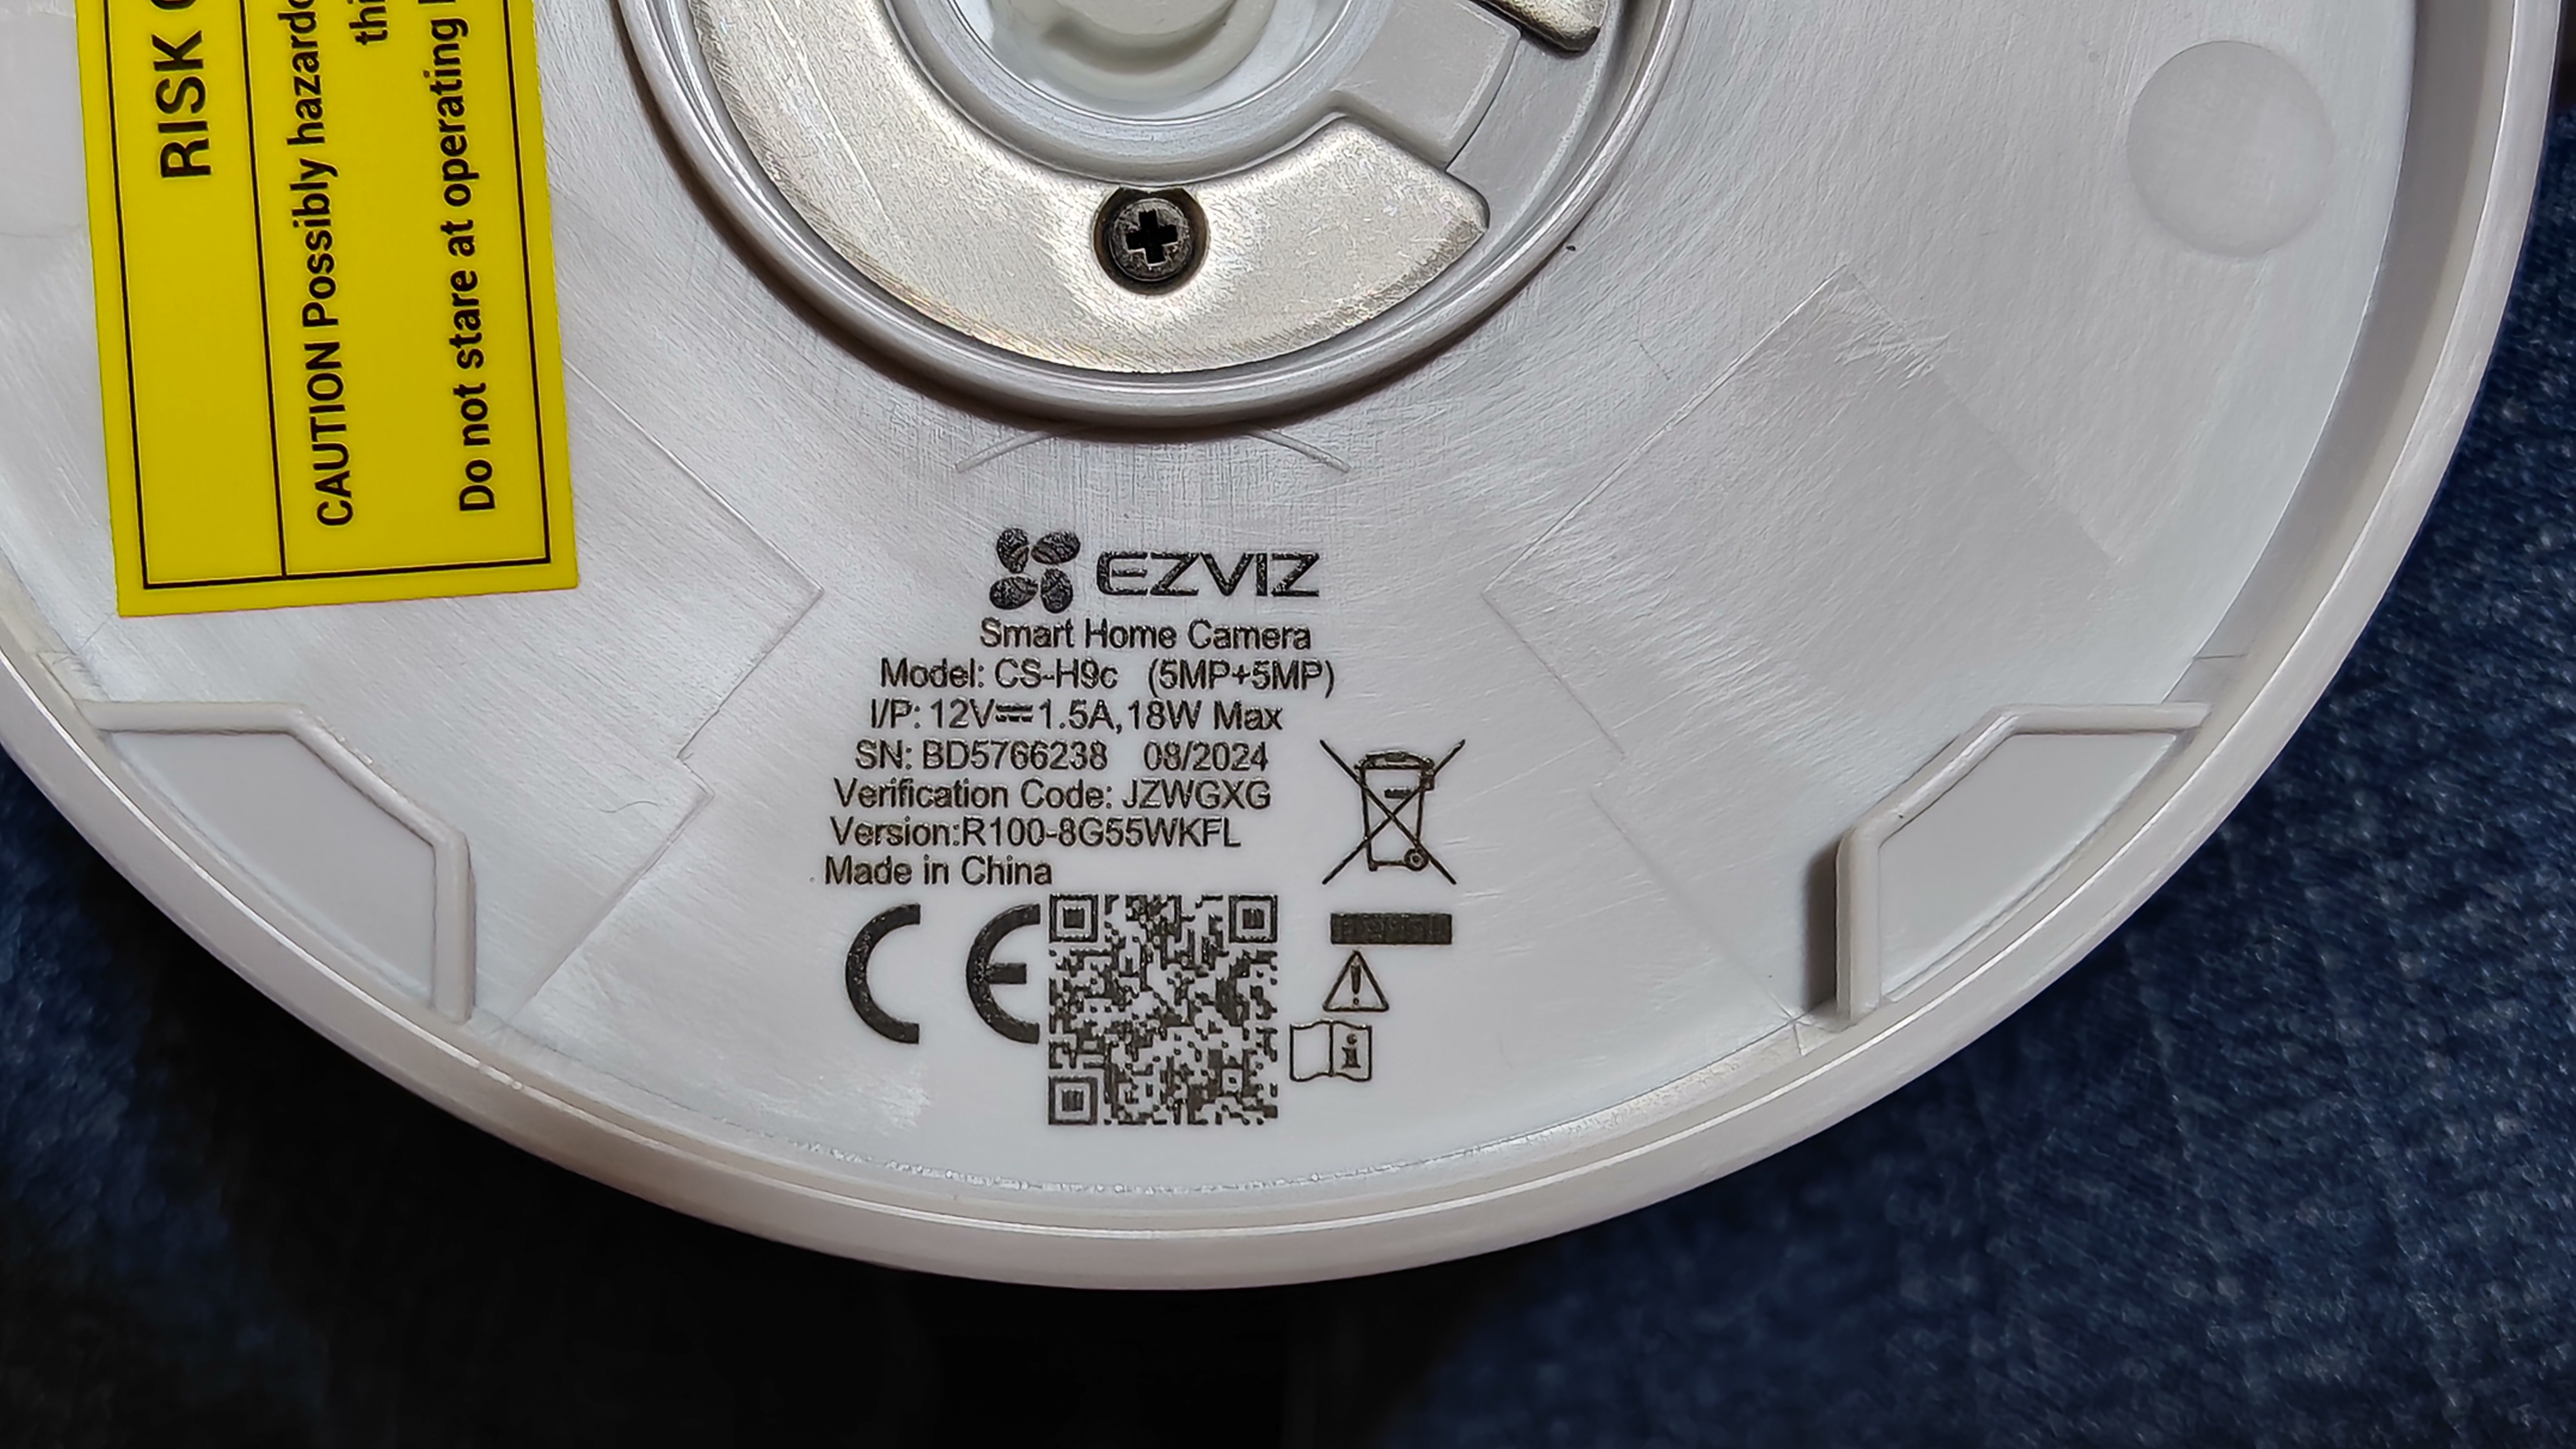 RISK
CAUTION Possibly hazardo
thi
Do not stare at operating
EZVIZ
Smart Home Camera
Model: CS-H9c (5MP+5MP)
I/P: 12V⎓1.5A,18W Max
SN: BD5766238 08/2024
Verification Code: JZWGXG
Version:R100-8G55WKFL
Made in China
CE